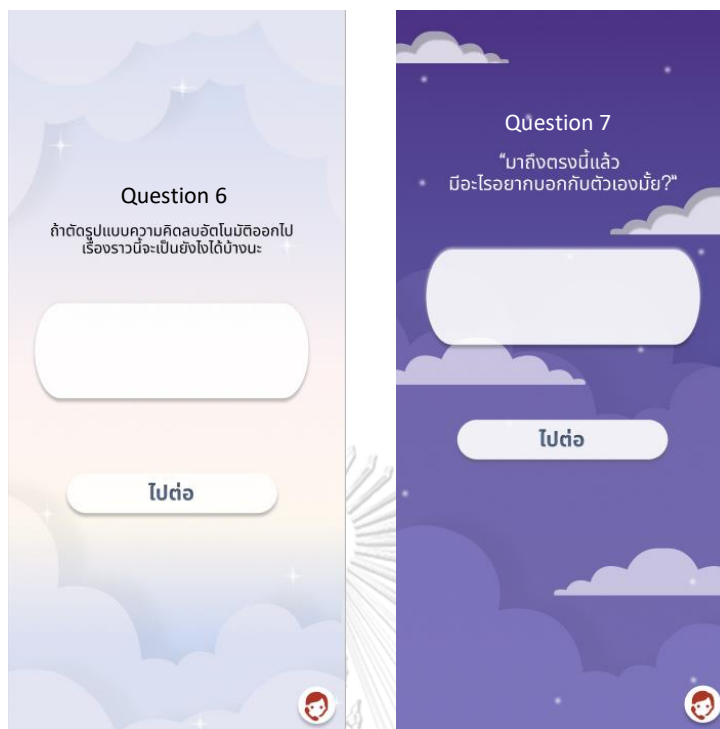 Question 6
ถ้าตัดรูปแบบความคิดลบอัตโนมัติออกไป
เรื่องราวนี้จะเป็นยังไงได้บ้างนะ
ไปต่อ
Question 7
“มาถึงตรงนี้แล้ว
มีอะไรอยากบอกกับตัวเองมั้ย?”
ไปต่อ